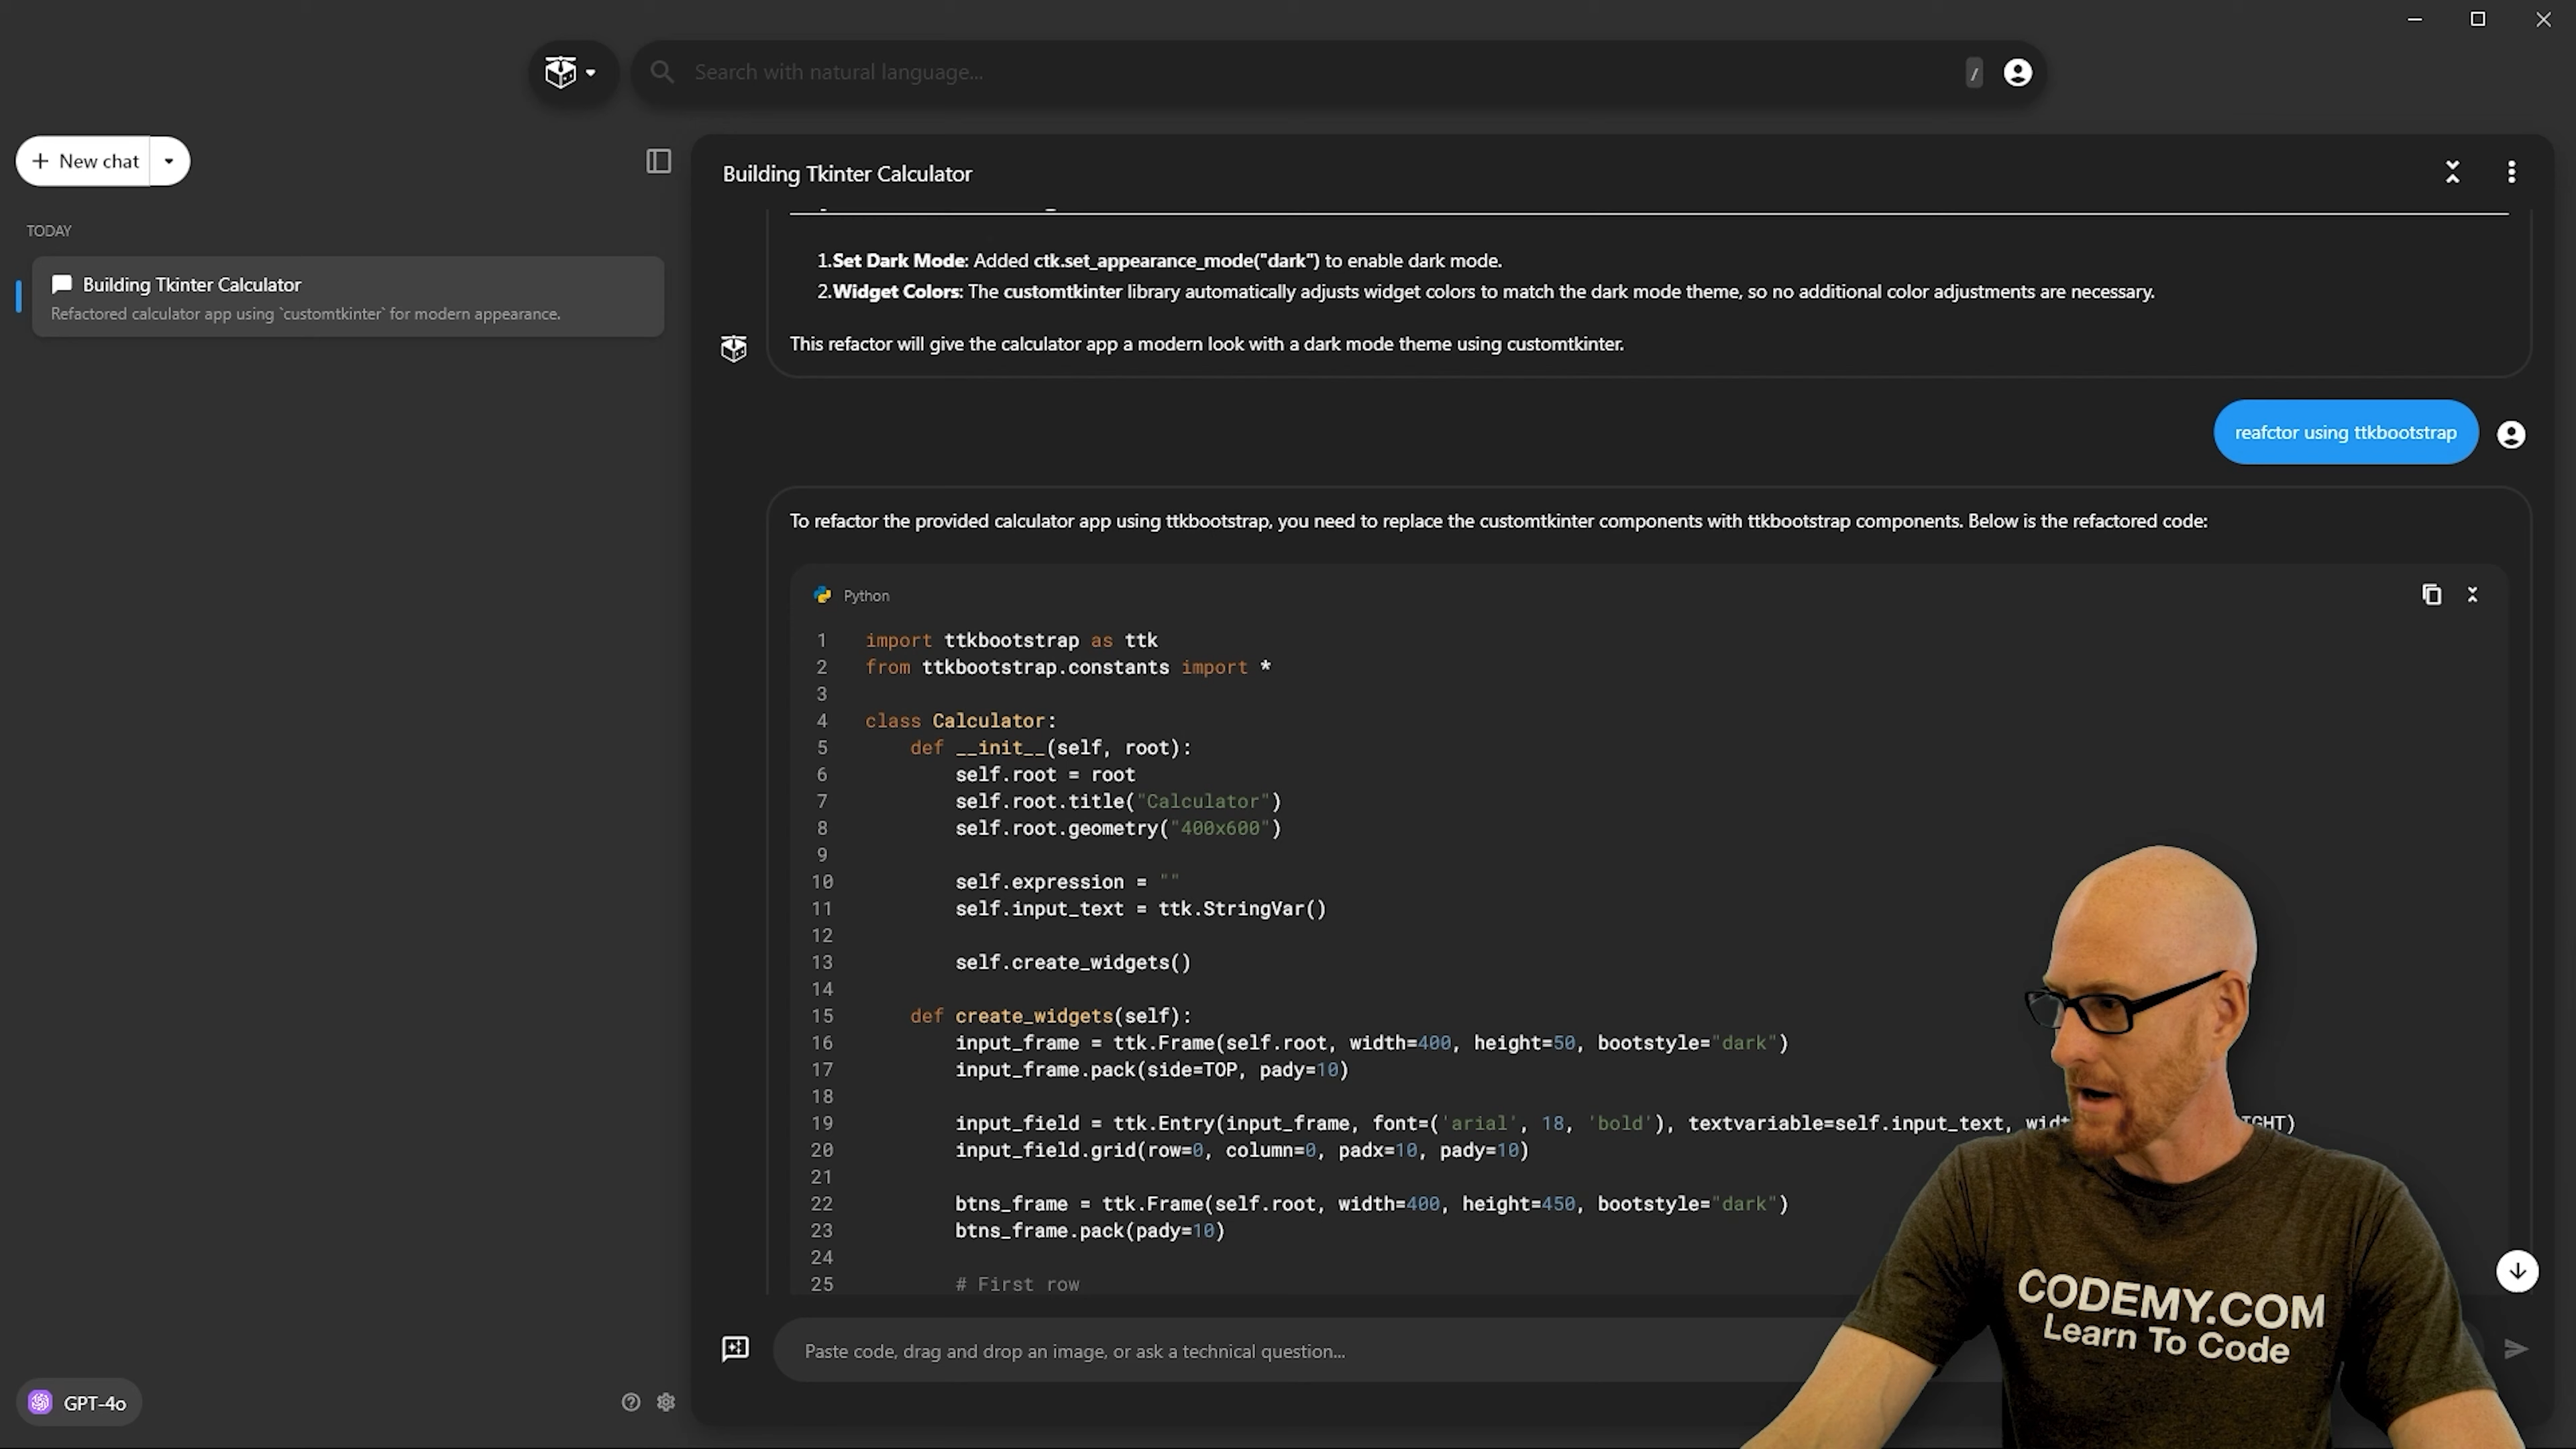 Search with natural language...
/
+ New chat
Building Tkinter Calculator
TODAY
Building Tkinter Calculator
Refactored calculator app using `customtkinter` for modern appearance.
1.Set Dark Mode: Added ctk.set_appearance_mode("dark") to enable dark mode.
2.Widget Colors: The customtkinter library automatically adjusts widget colors to match the dark mode theme, so no additional color adjustments are necessary.
This refactor will give the calculator app a modern look with a dark mode theme using customtkinter.
reafctor using ttkbootstrap
To refactor the provided calculator app using ttkbootstrap, you need to replace the customtkinter components with ttkbootstrap components. Below is the refactored code:
Python
1 import ttkbootstrap as ttk
2 from ttkbootstrap.constants import *
3
4 class Calculator:
5 def __init__(self, root):
6 self.root = root
7 self.root.title("Calculator")
8 self.root.geometry("400x600")
9
10 self.expression = ""
11 self.input_text = ttk.StringVar()
12
13 self.create_widgets()
14
15 def create_widgets(self):
16 input_frame = ttk.Frame(self.root, width=400, height=50, bootstyle="dark")
17 input_frame.pack(side=TOP, pady=10)
18
19 input_field = ttk.Entry(input_frame, font=('arial', 18, 'bold'), textvariable=self.input_text,
20 input_field.grid(row=0, column=0, padx=10, pady=10)
21
22 btns_frame = ttk.Frame(self.root, width=400, height=450, bootstyle="dark")
23 btns_frame.pack(pady=10)
24
25 # First row
Paste code, drag and drop an image, or ask a technical question...
GPT-4o
CODEMY.COM
Learn To Code